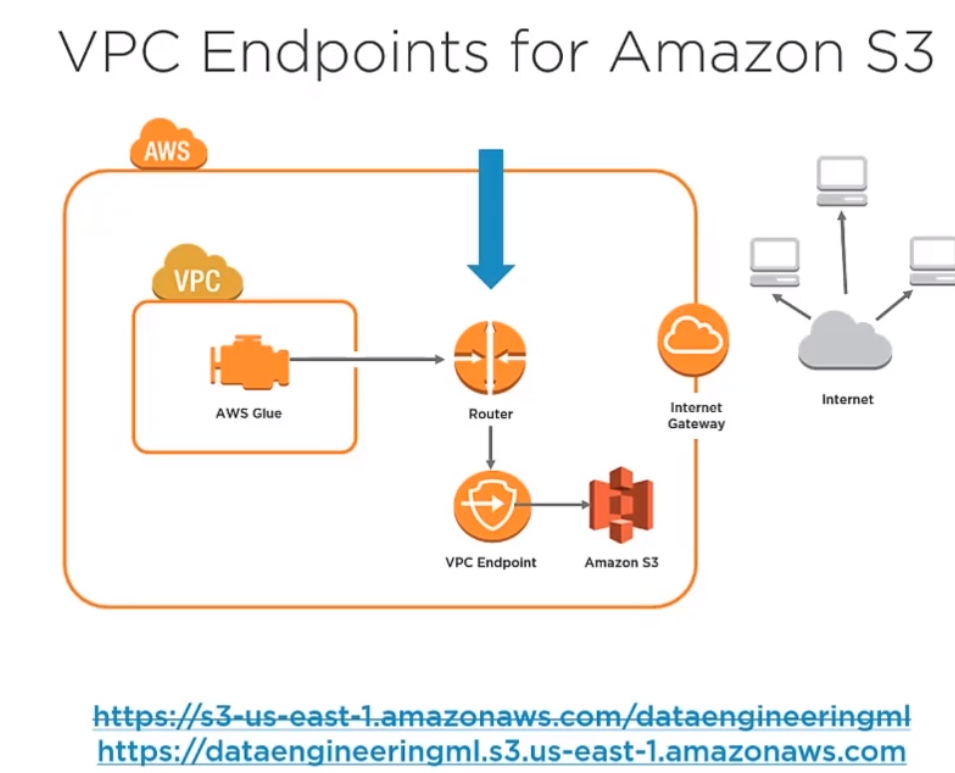 VPC Endpoints for Amazon S3
AWS
VPC
AWS Glue
Router
Internet
Gateway
Internet
VPC Endpoint
Amazon S3
https://s3-us-east-1.amazonaws.com/dataengineeringml
https://dataengineeringml.s3.us-east-1.amazonaws.com